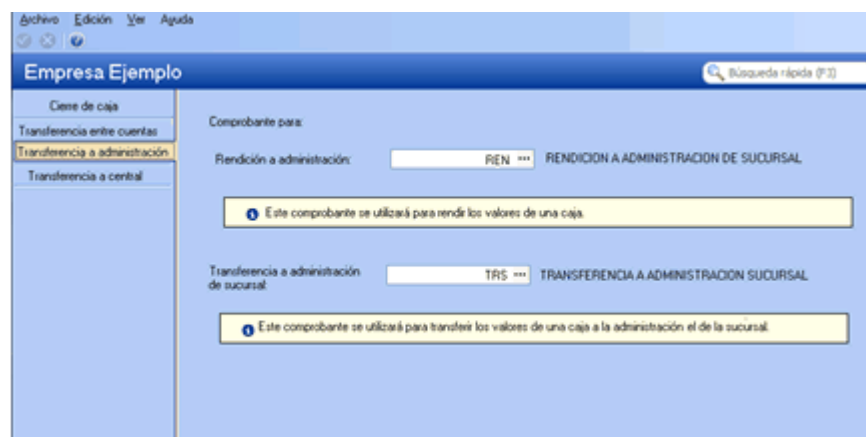 Archivo Edición Ver Ayuda
Empresa Ejemplo
Búsqueda rápida (F3)
Cierre de caja
Transferencia entre cuentas
Transferencia a administración
Transferencia a central
Comprobante para:
Rendición a administración: REN ... RENDICION A ADMINISTRACION DE SUCURSAL
Este comprobante se utilizará para rendir los valores de una caja.
Transferencia a administración
de sucursal: TRS ... TRANSFERENCIA A ADMINISTRACION SUCURSAL
Este comprobante se utilizará para transferir los valores de una caja a la administración el de la sucursal.